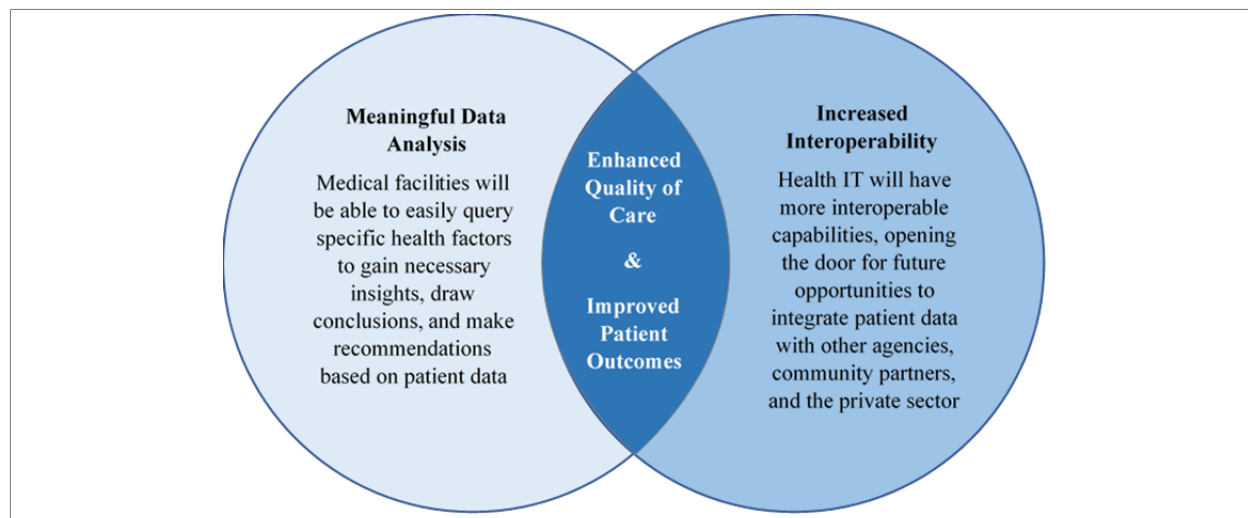 Meaningful Data
Analysis
Medical facilities will
be able to easily query
specific health factors
to gain necessary
insights, draw
conclusions, and make
recommendations
based on patient data
Enhanced
Quality of
Care
&
Improved
Patient
Outcomes
Increased
Interoperability
Health IT will have
more interoperable
capabilities, opening
the door for future
opportunities to
integrate patient data
with other agencies,
community partners,
and the private sector